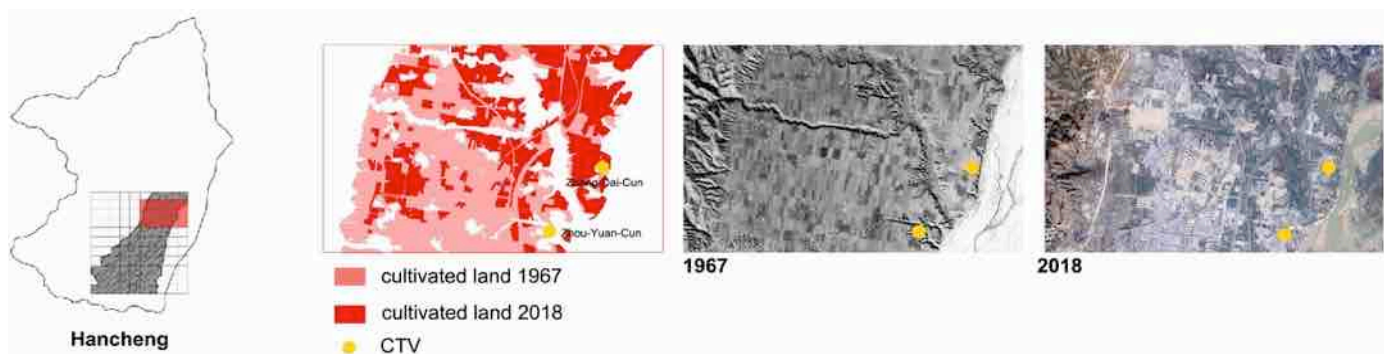 Zhang-Dai-Cun
Zhou-Yuan-Cun
1967
2018
cultivated land 1967
cultivated land 2018
CTV
Hancheng